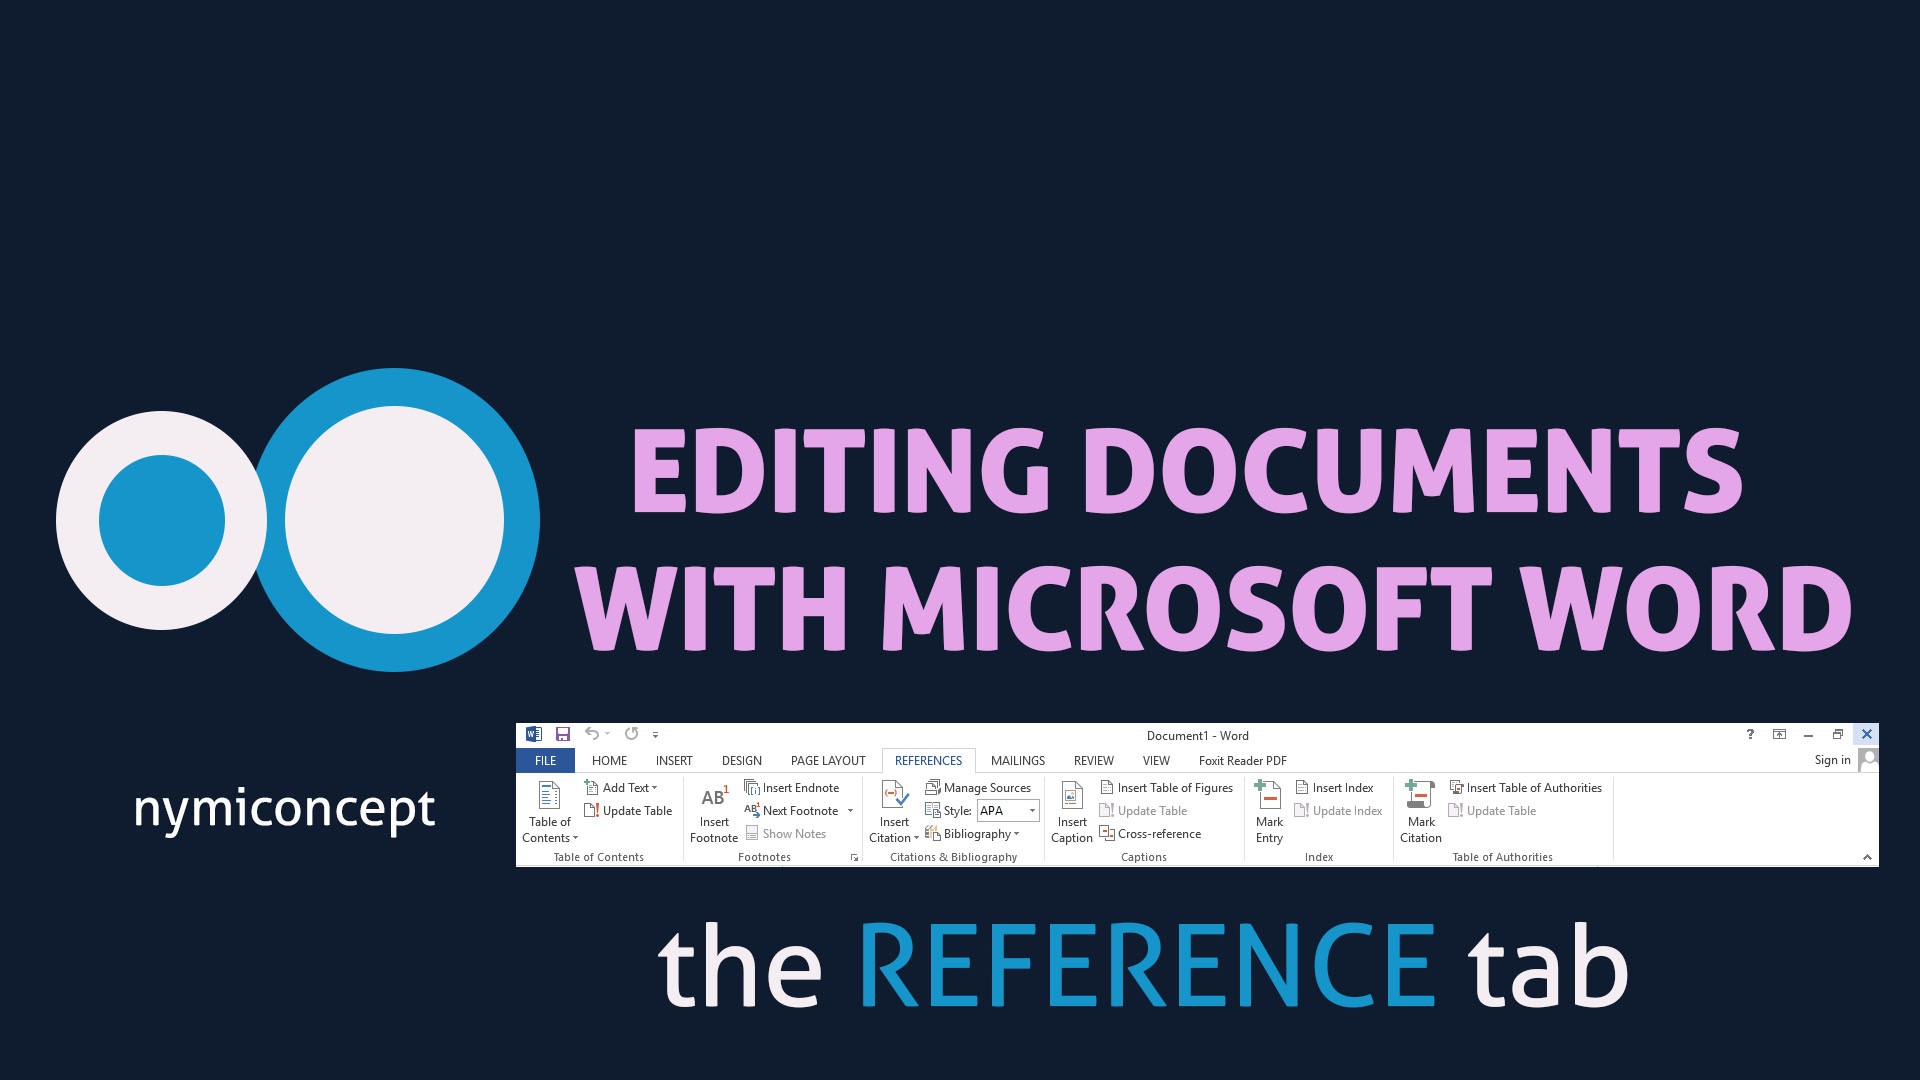 EDITING DOCUMENTS
WITH MICROSOFT WORD
Document1 - Word
?
FILE HOME INSERT DESIGN PAGE LAYOUT REFERENCES MAILINGS REVIEW VIEW Foxit Reader PDF Sign in
Table of
Contents
Add Text
Update Table
Table of Contents
AB1
Insert
Footnote
Insert Endnote
AB1 Next Footnote
Show Notes
Footnotes
Insert
Citation
Manage Sources
Style: APA
Bibliography
Citations & Bibliography
Insert
Caption
Insert Table of Figures
Update Table
Cross-reference
Captions
Mark
Entry
Insert Index
Update Index
Index
Mark
Citation
Insert Table of Authorities
Update Table
Table of Authorities
nymiconcept
the REFERENCE tab